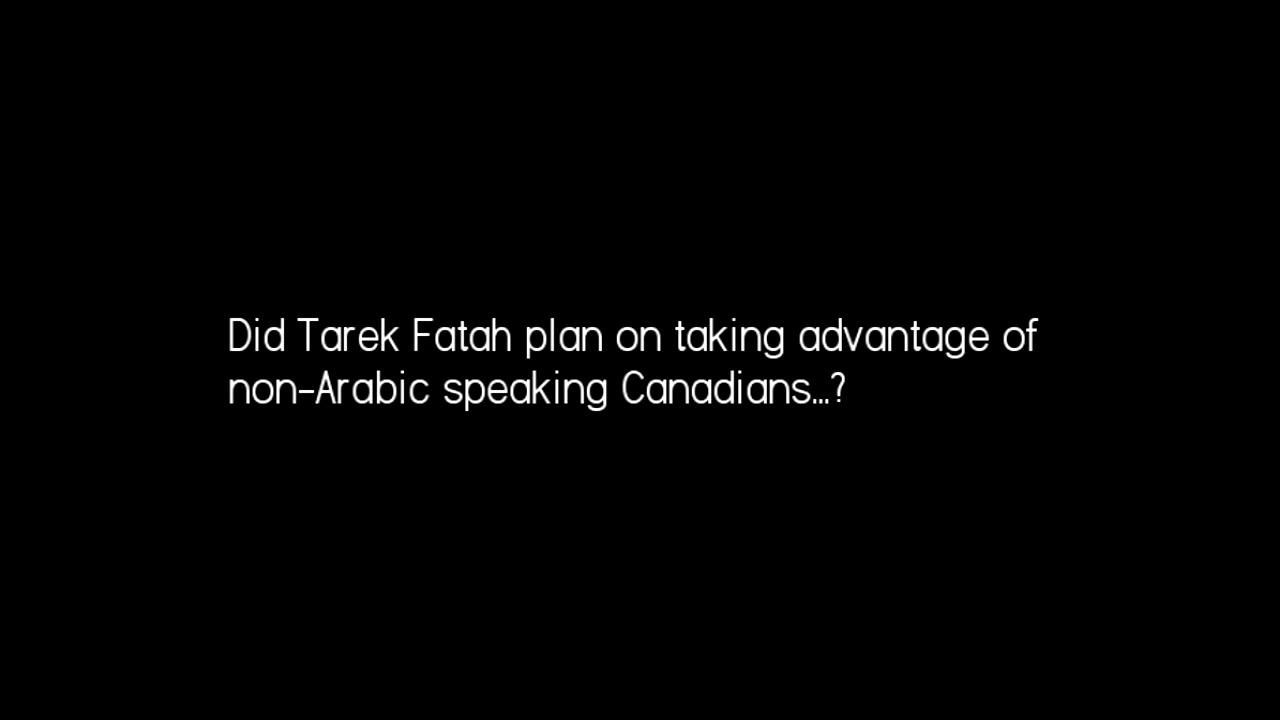 Did Tarek Fatah plan on taking advantage of
non-Arabic speaking Canadians...?